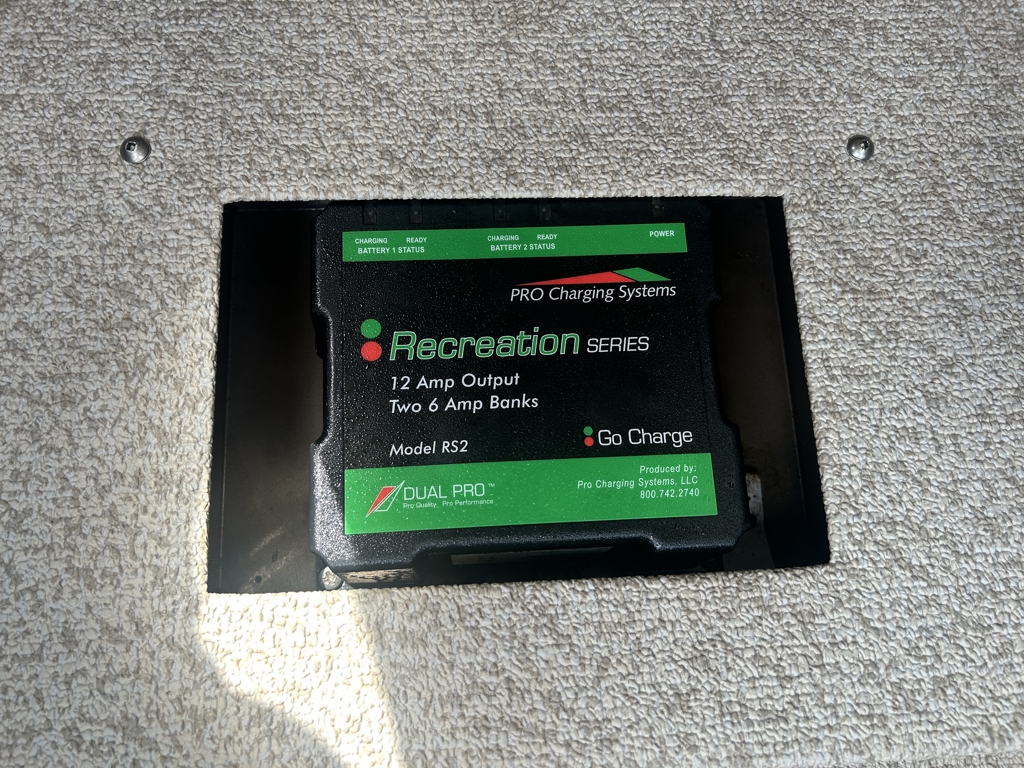 CHARGING READY CHARGING READY POWER
BATTERY 1 STATUS BATTERY 2 STATUS
PRO Charging Systems
Recreation SERIES
12 Amp Output
Two 6 Amp Banks
Go Charge
Model RS2
DUAL PRO™
Pro Quality Pro Performance
Produced by:
Pro Charging Systems, LLC
800.742.2740